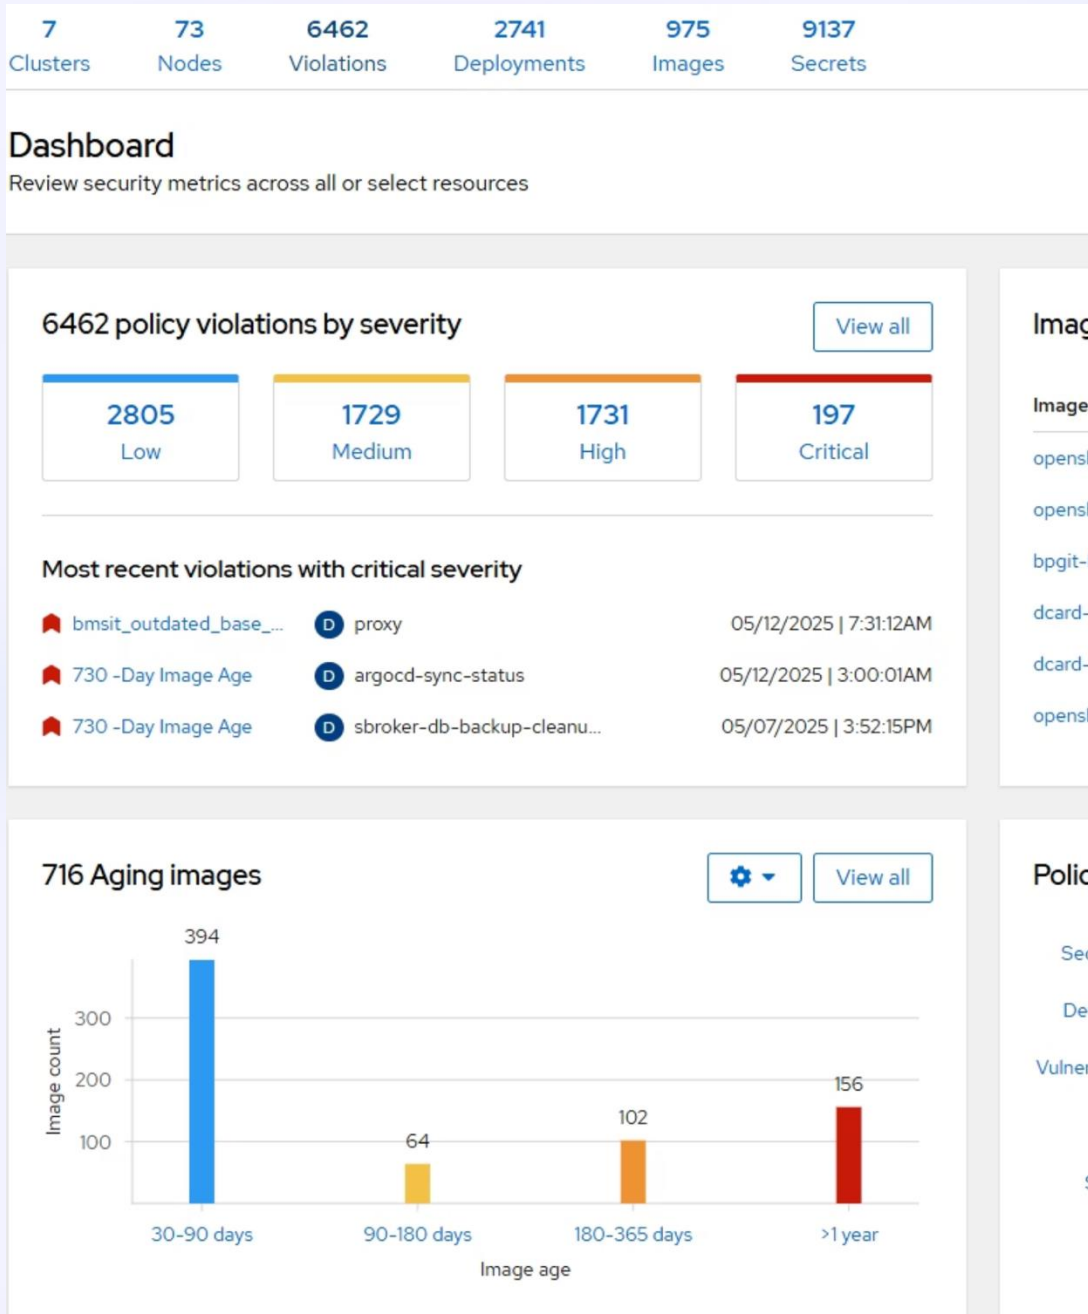 7 73 6462 2741 975 9137
Clusters Nodes Violations Deployments Images Secrets
Dashboard
Review security metrics across all or select resources
6462 policy violations by severity View all
2805 1729 1731 197
Low Medium High Critical
Most recent violations with critical severity
bmsit_outdated_base_... D proxy 05/12/2025 | 7:31:12AM
730 -Day Image Age D argocd-sync-status 05/12/2025 | 3:00:01AM
730 -Day Image Age D sbroker-db-backup-cleanu... 05/07/2025 | 3:52:15PM
Image
opens
opens
bpgit-
dcard-
dcard-
opens
716 Aging images View all
394
300
200
100
64
102
156
Image count
30-90 days 90-180 days 180-365 days >1 year
Image age